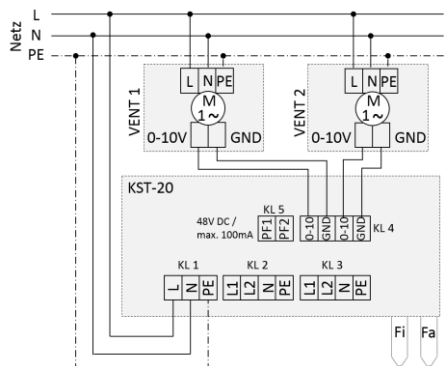 Netz
L
N
PE
VENT 1
L N PE
M
1~
0-10V GND
VENT 2
L N PE
M
1~
0-10V GND
KST-20
48V DC /
max. 100mA
KL 5
PF1 PF2
0-10 GND 0-10 GND
KL 4
KL 1
L N PE
KL 2
L1 L2 N PE
KL 3
L1 L2 N PE
Fi Fa